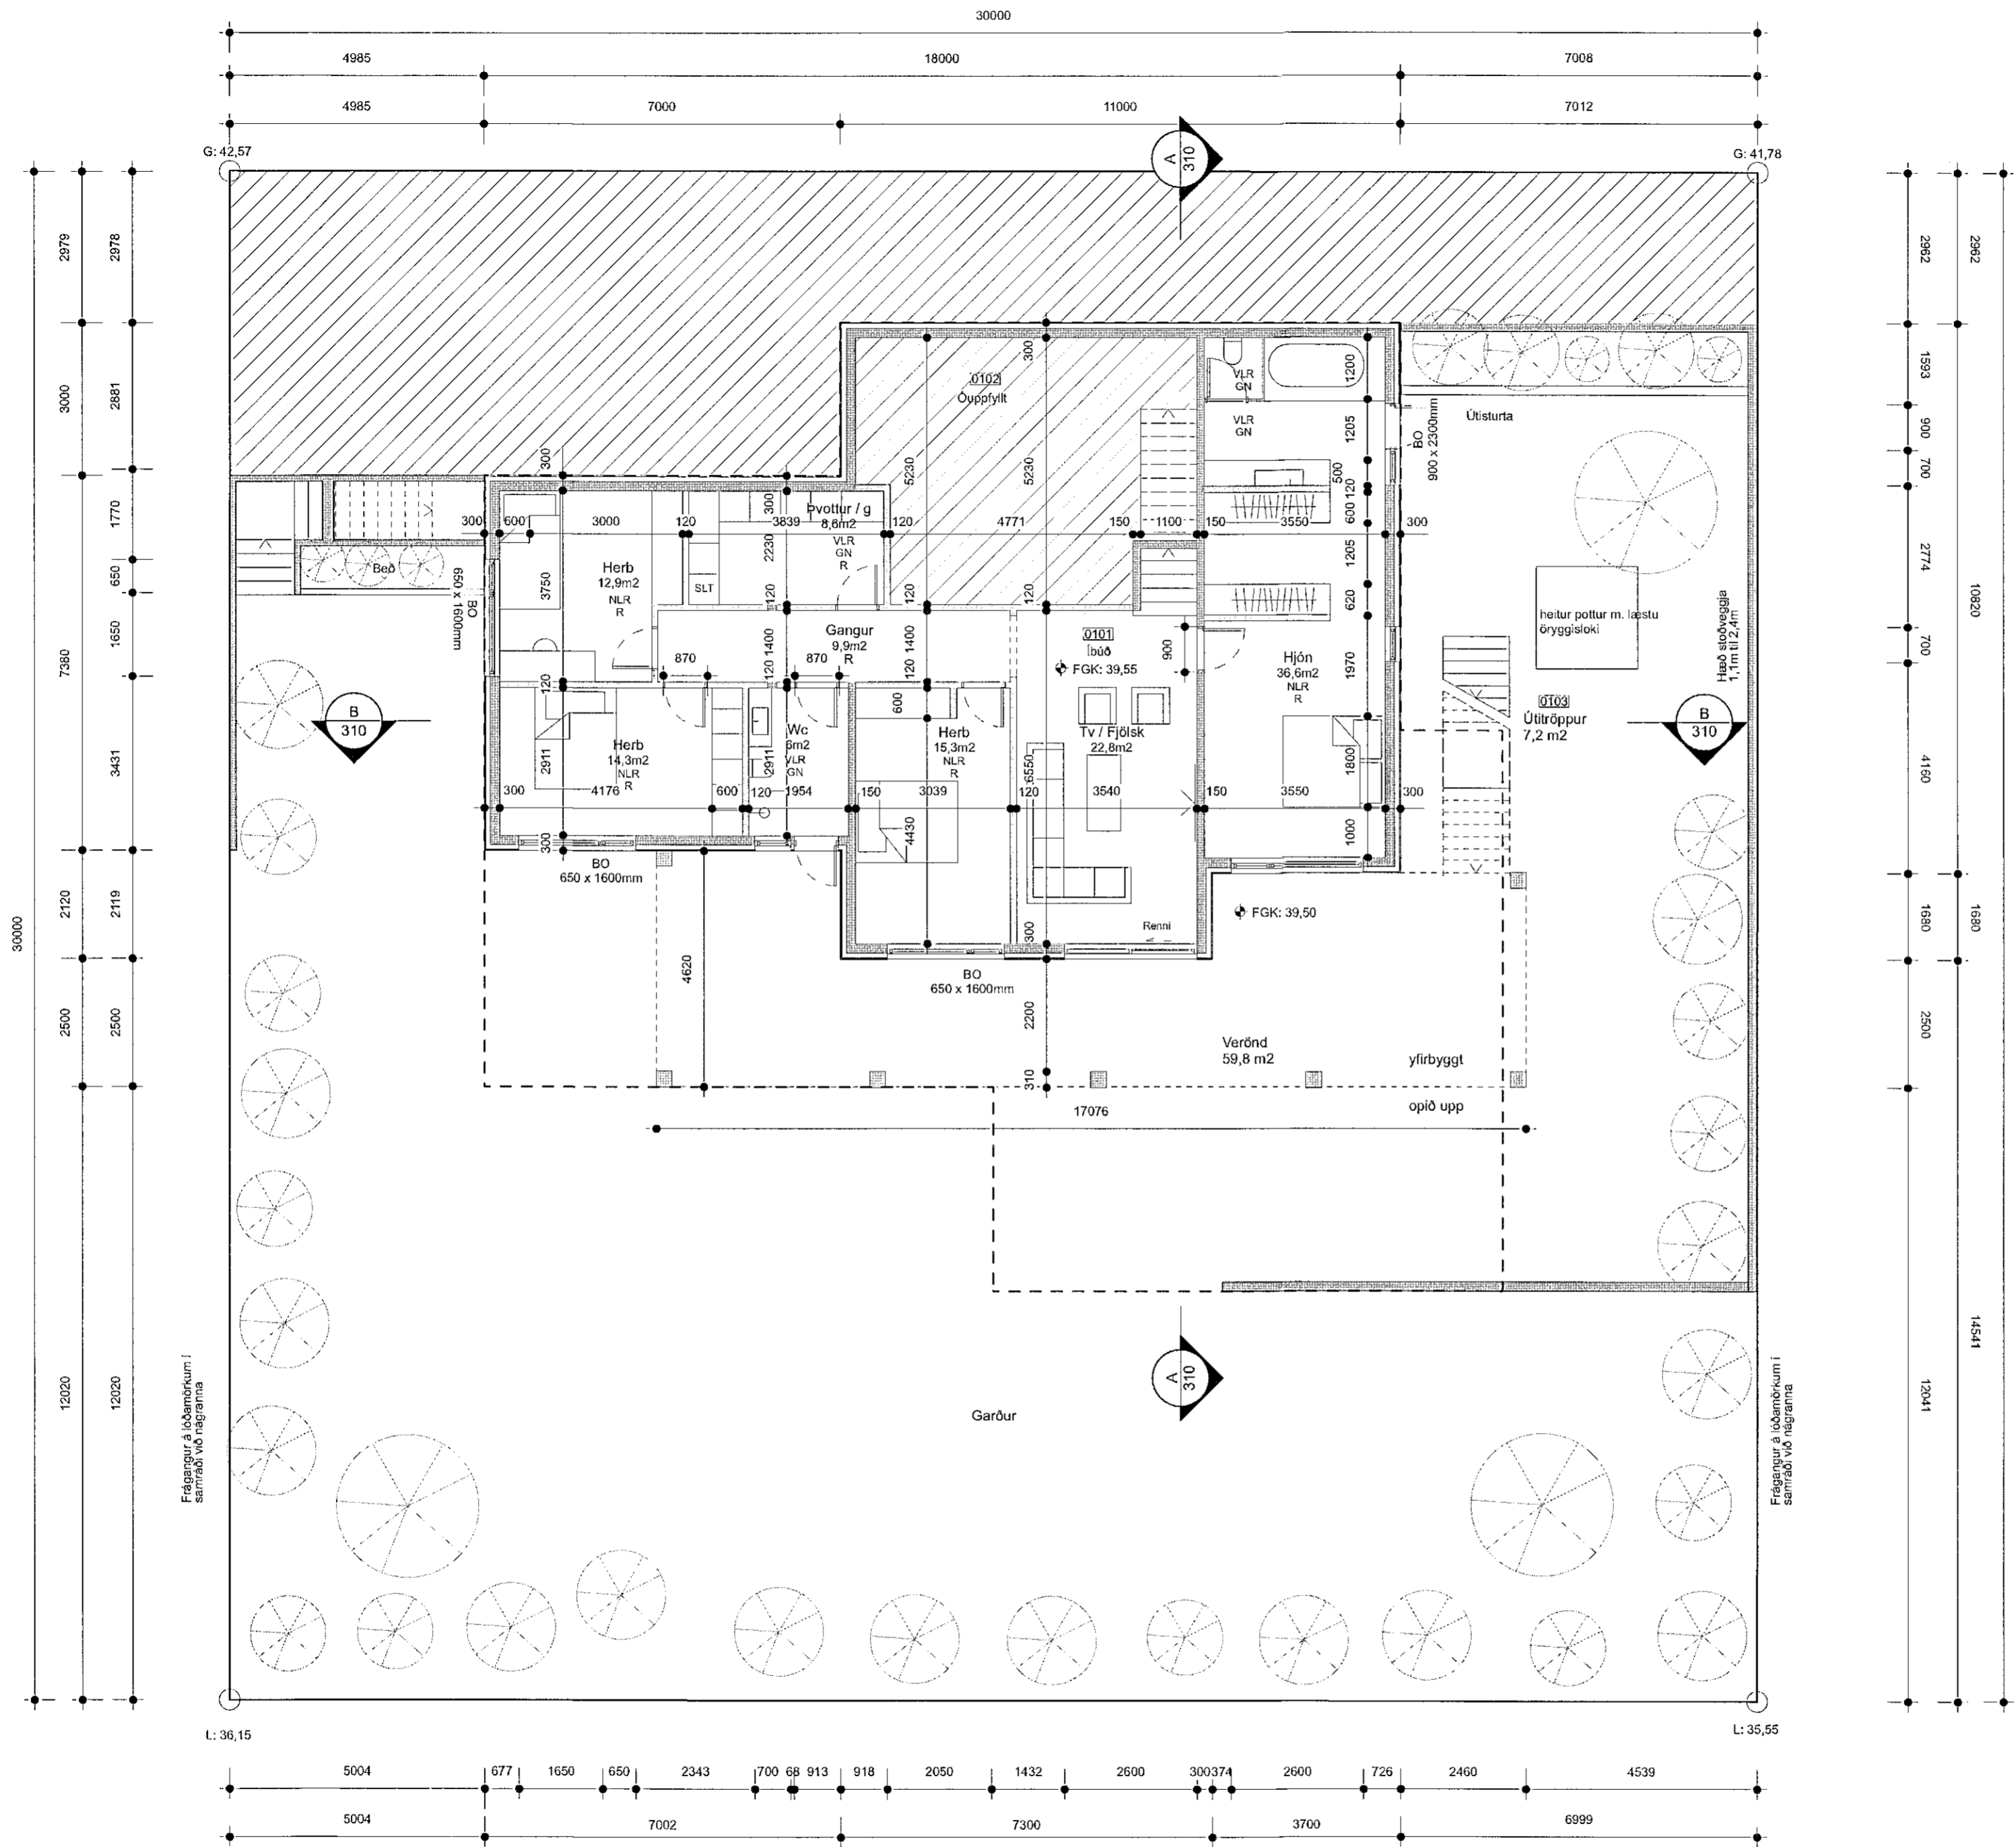 30000
4985
18000
7008
4985
7000
11000
7012
G: 42,57
G: 41,78
A
310
2979
2978
2962
2962
3000
2881
1593
900
700
300
0102
Óuppfyllt
VLR
GN
1200
VLR
GN
1205
BO
900 x 2300mm
Útisturta
300
5230
5230
500
1770
300
600
3000
120
300
3839
Þvottur / g
8,6m2
VLR
GN
R
120
4771
150
1100
150
3550
600
120
300
Beð
650
650 x 1600mm
BO
3750
Herb
12,9m2
NLR
R
SLT
2230
120
120
120
1205
620
2774
10820
heitur pottur m. læstu
öryggisloki
Hæð stoðveggja
1,1m til 2,4m
7380
1650
Gangur
9,9m2
R
870
120
1400
870
120
1400
0101
Íbúð
FGK: 39,55
900
Hjón
36,6m2
NLR
R
1970
700
0103
Útitröppur
7,2 m2
B
310
B
310
120
2911
Herb
14,3m2
NLR
R
Wc
6m2
VLR
GN
2911
600
Herb
15,3m2
NLR
R
Tv / Fjölsk
22,8m2
6550
1800
3431
4160
300
4176
600
120
1954
150
3039
120
3540
150
3550
300
4430
1000
300
BO
650 x 1600mm
2120
2119
FGK: 39,50
Renni
300
1680
1680
30000
4620
BO
650 x 1600mm
2500
2500
2200
Verönd
59,8 m2
yfirbyggt
2500
310
17076
opið upp
14541
A
310
12020
12020
12041
Frágangur á lóðamörkum í
samráði við nágranna
Garður
Frágangur á lóðamörkum í
samráði við nágranna
L: 36,15
L: 35,55
5004
677
1650
650
2343
700
68
913
918
2050
1432
2600
300
374
2600
726
2460
4539
5004
7002
7300
3700
6999